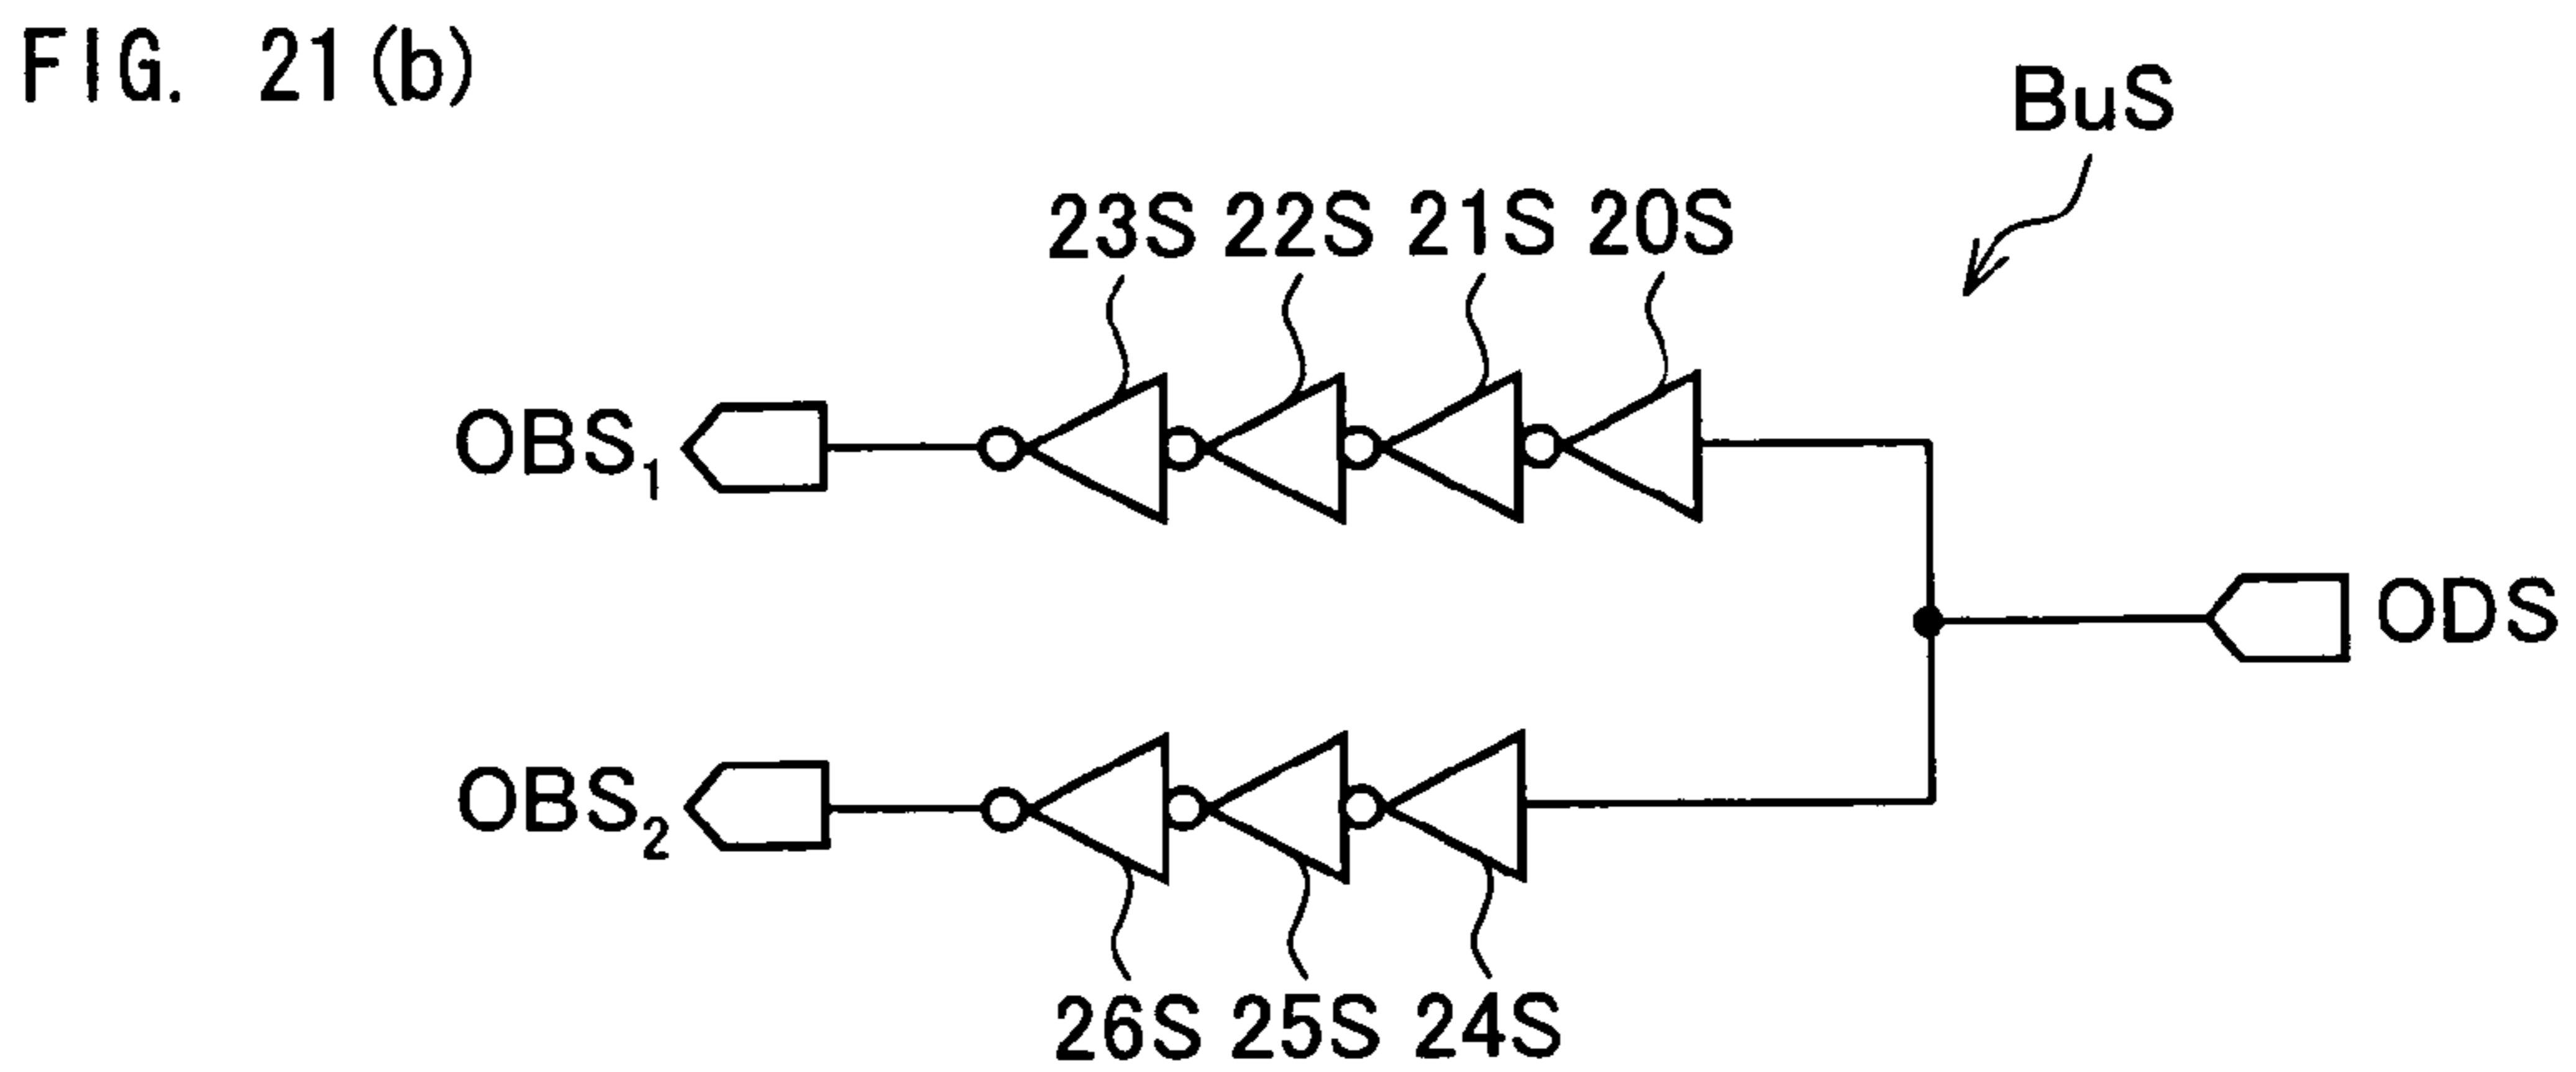 FIG. 21(b)
BuS
23S 22S 21S 20S
OBS₁
ODS
OBS₂
26S 25S 24S